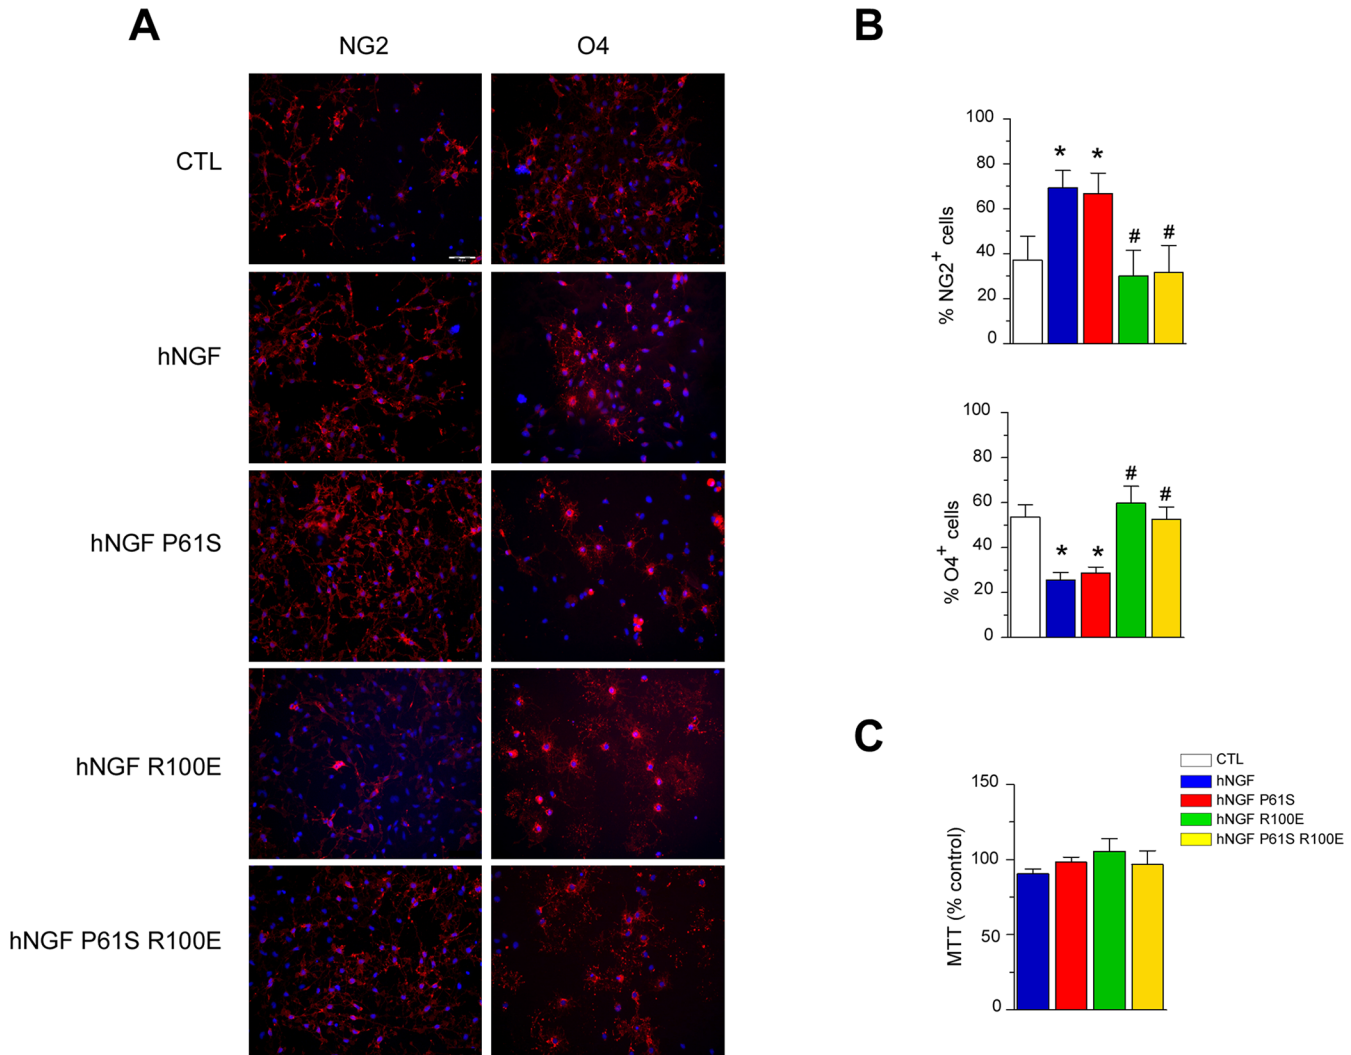 A
NG2 O4
CTL
hNGF
hNGF P61S
hNGF R100E
hNGF P61S R100E
B
100
80
60
40
20
0
% NG2+ cells
* * # #
100
80
60
40
20
0
% O4+ cells
* * # #
C
150
100
50
0
MTT (% control)
CTL
hNGF
hNGF P61S
hNGF R100E
hNGF P61S R100E